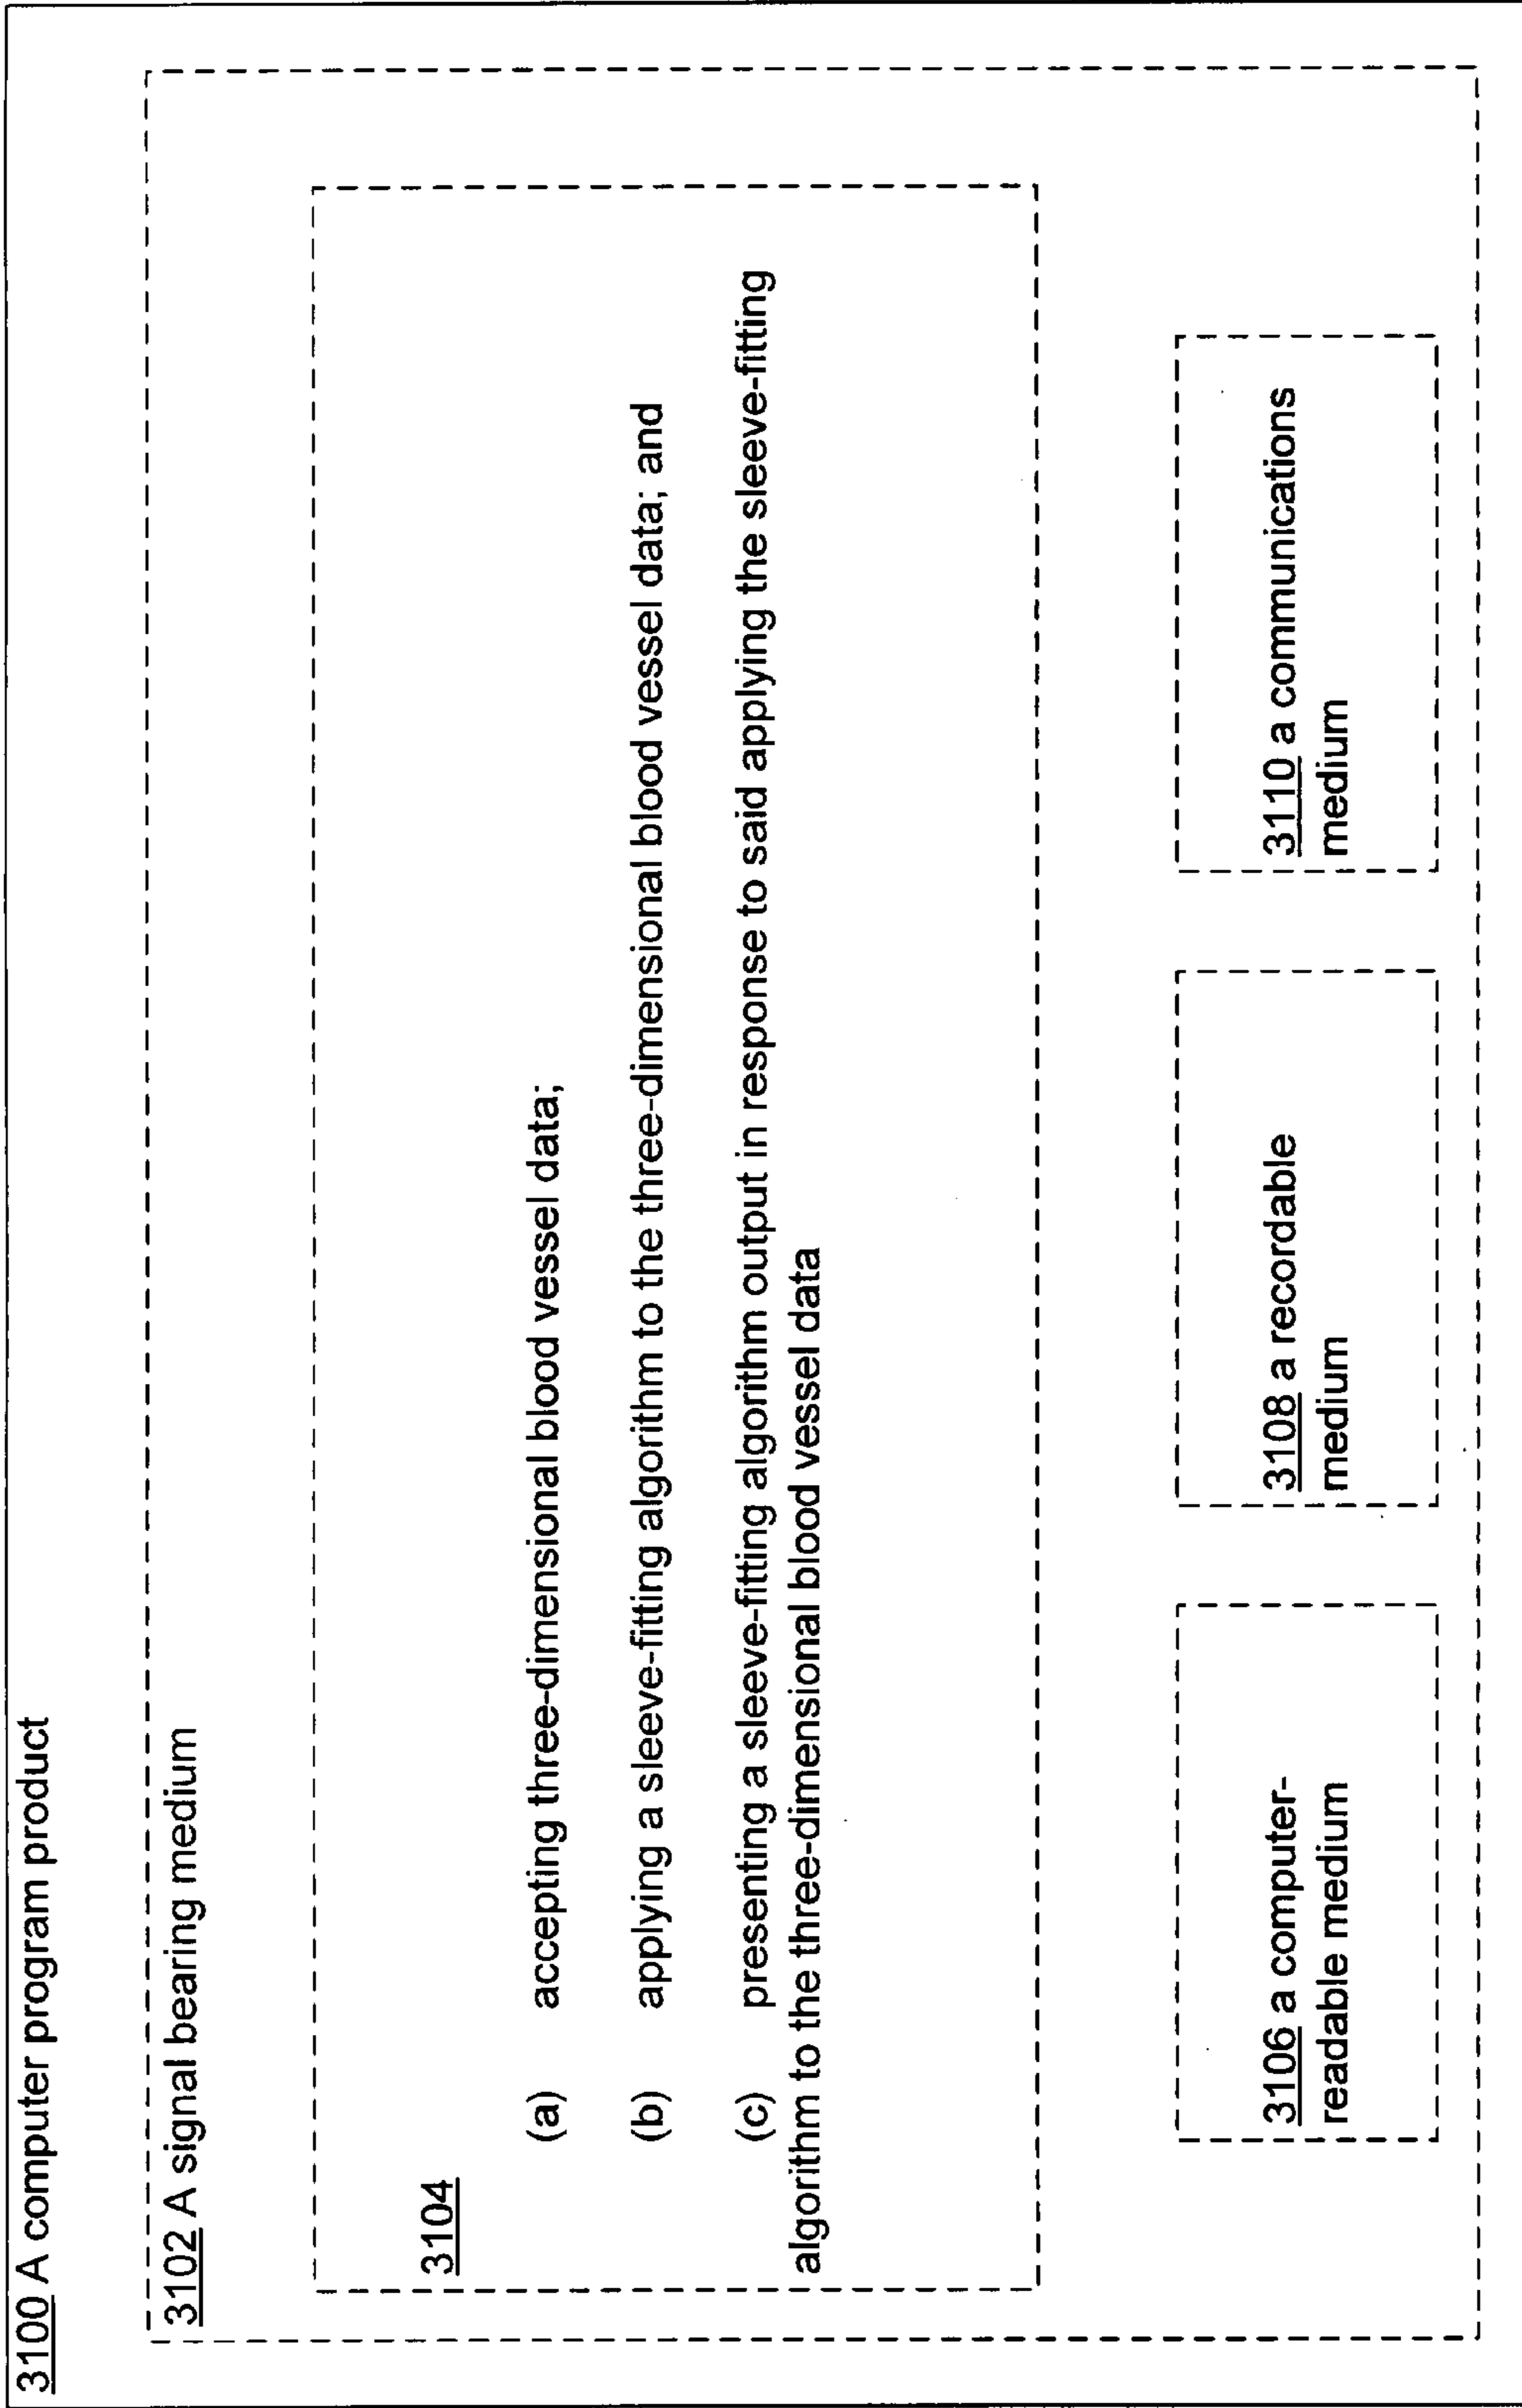 3100 A computer program product
3102 A signal bearing medium
3104
(a) accepting three-dimensional blood vessel data;
(b) applying a sleeve-fitting algorithm to the three-dimensional blood vessel data; and
(c) presenting a sleeve-fitting algorithm output in response to said applying the sleeve-fitting
algorithm to the three-dimensional blood vessel data
3106 a computer-
readable medium
3108 a recordable
medium
3110 a communications
medium